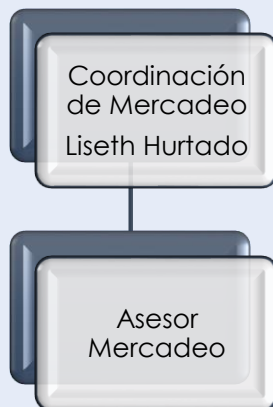 Coordinación
de Mercadeo
Liseth Hurtado
Asesor
Mercadeo